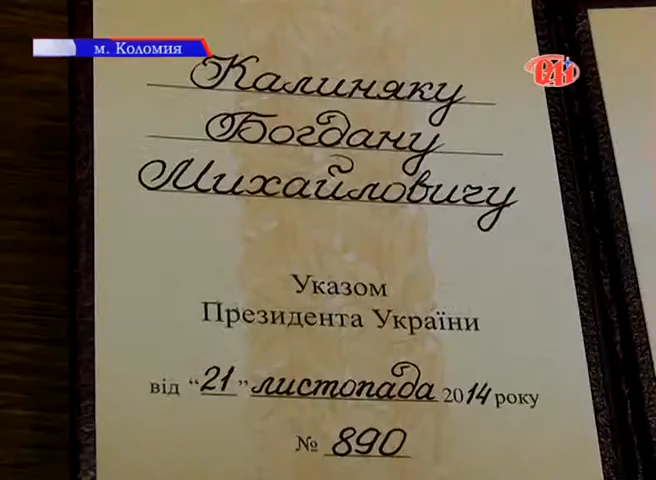 м. Коломия
Калиняку
Богдану
Михайловичу
Указом
Президента України
від “21” листопада 2014 року
№ 890